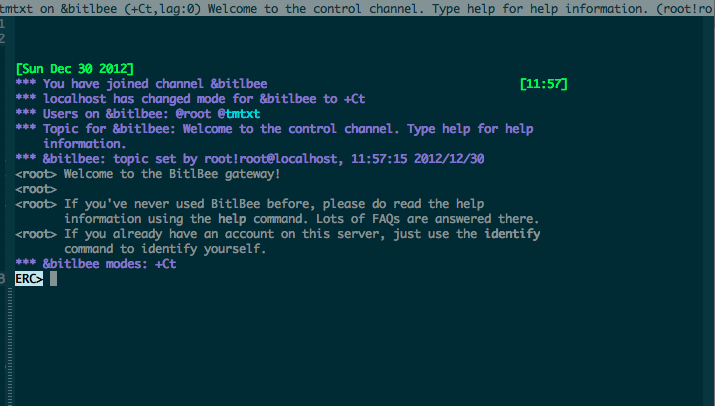 tmtxt on &bitlbee (+Ct,lag:0) Welcome to the control channel. Type help for help information. (root!ro
1
2
[Sun Dec 30 2012]
*** You have joined channel &bitlbee [11:57]
*** localhost has changed mode for &bitlbee to +Ct
*** Users on &bitlbee: @root @tmtxt
*** Topic for &bitlbee: Welcome to the control channel. Type help for help
information.
*** &bitlbee: topic set by root!root@localhost, 11:57:15 2012/12/30
<root> Welcome to the BitlBee gateway!
<root>
<root> If you've never used BitlBee before, please do read the help
information using the help command. Lots of FAQs are answered there.
<root> If you already have an account on this server, just use the identify
command to identify yourself.
*** &bitlbee modes: +Ct
3 ERC>